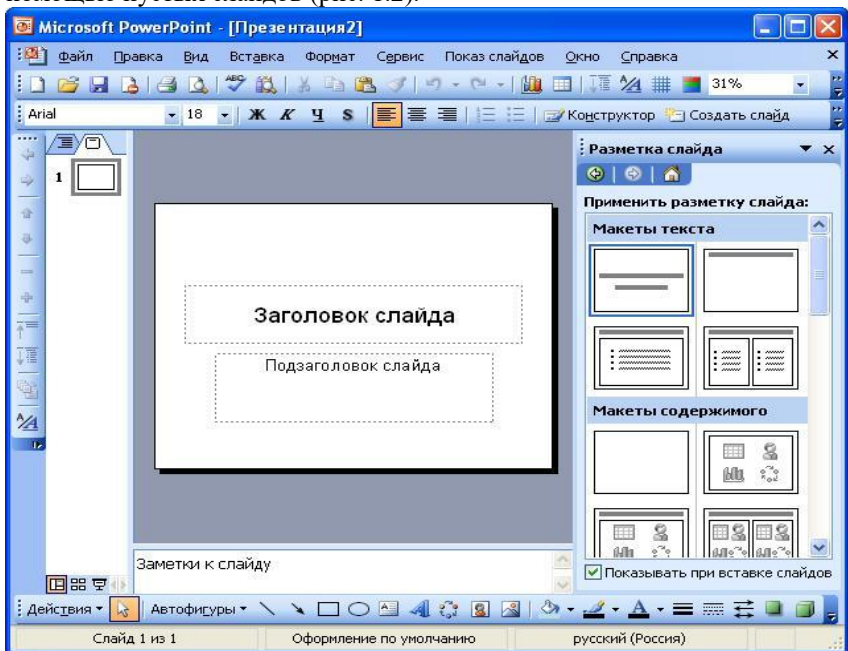 Microsoft PowerPoint - [Презентация2]
Файл Правка Вид Вставка Формат Сервис Показ слайдов Окно Справка
31%
Arial 18 Ж К Ч S Конструктор Создать слайд
Разметка слайда
1
Применить разметку слайда:
Макеты текста
Заголовок слайда
Подзаголовок слайда
Макеты содержимого
Заметки к слайду
Показывать при вставке слайдов
Действия Автофигуры
Слайд 1 из 1 Оформление по умолчанию русский (Россия)